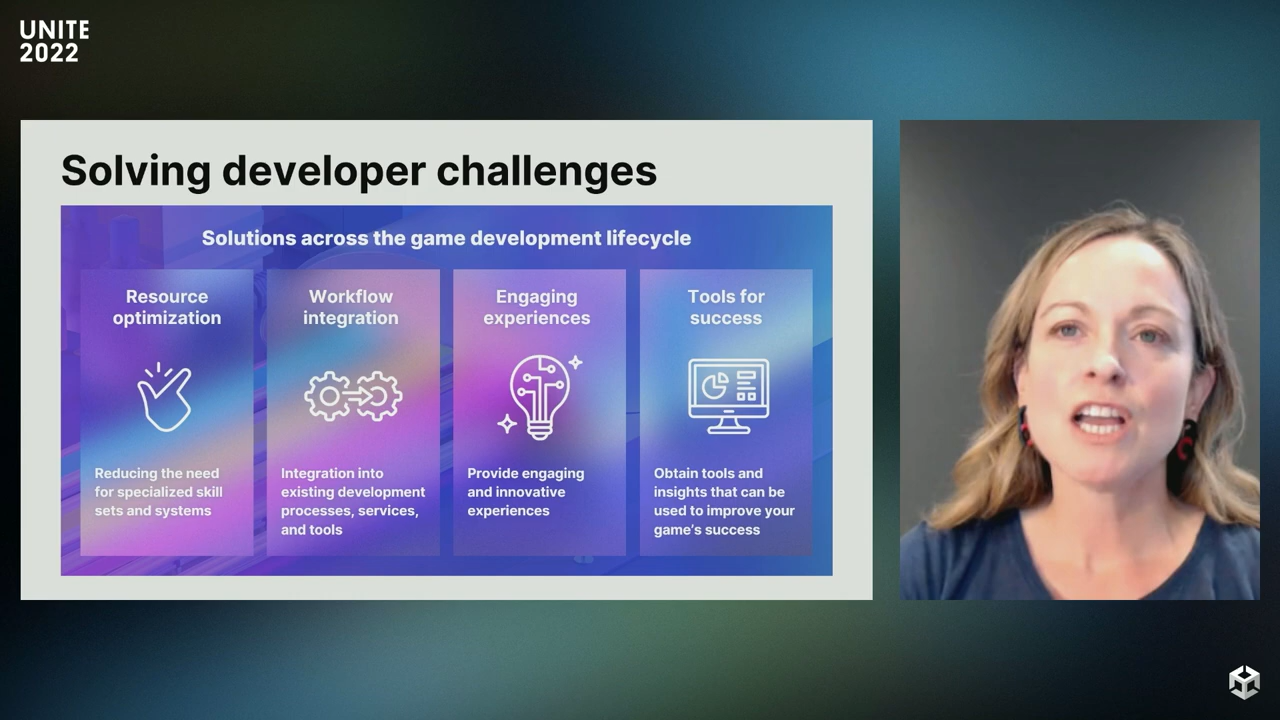 UNITE
2022
Solving developer challenges
Solutions across the game development lifecycle
Resource
optimization
Reducing the need
for specialized skill
sets and systems
Workflow
integration
Integration into
existing development
processes, services,
and tools
Engaging
experiences
Provide engaging
and innovative
experiences
Tools for
success
Obtain tools and
insights that can be
used to improve your
game's success